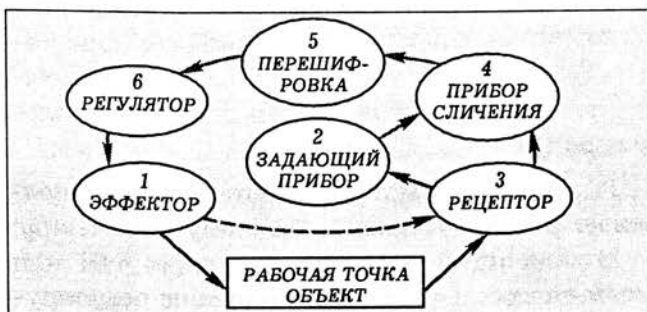 5
ПЕРЕШИФ-
РОВКА
6
РЕГУЛЯТОР
4
ПРИБОР
СЛИЧЕНИЯ
2
ЗАДАЮЩИЙ
ПРИБОР
1
ЭФФЕКТОР
3
РЕЦЕПТОР
РАБОЧАЯ ТОЧКА
ОБЪЕКТ